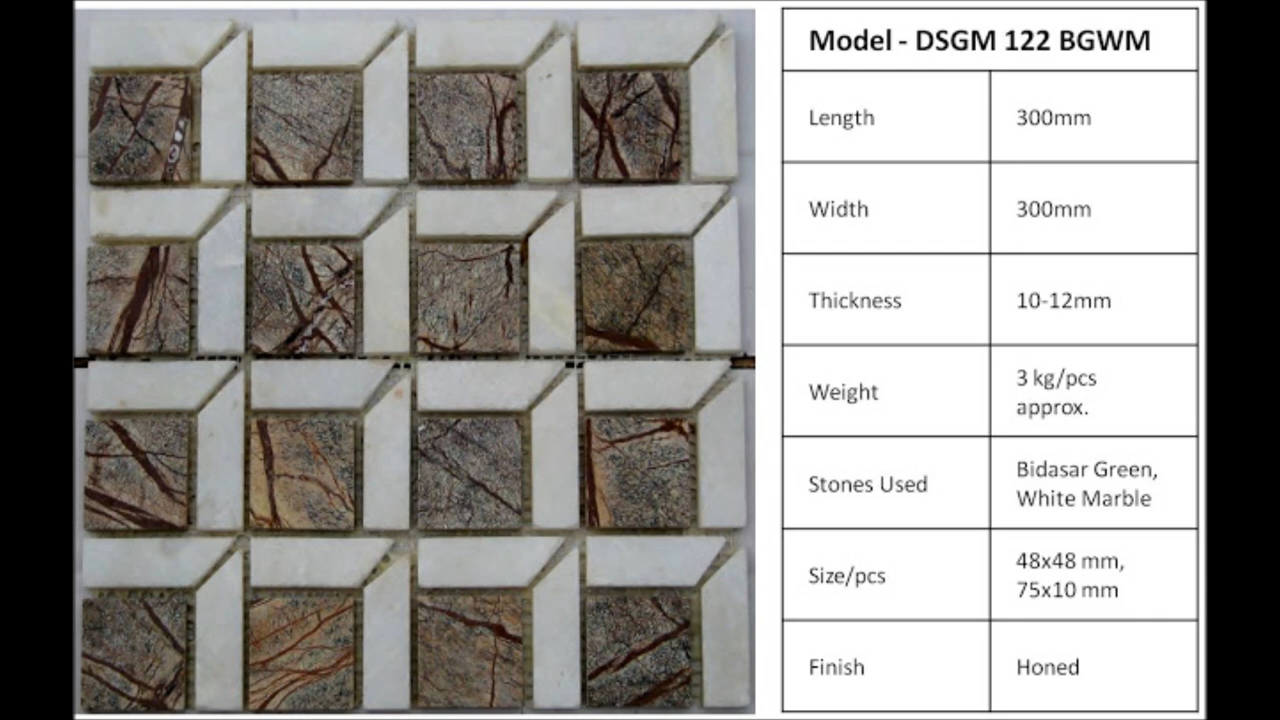 Model - DSGM 122 BGWM
Length 300mm
Width 300mm
Thickness 10-12mm
Weight 3 kg/pcs
approx.
Stones Used Bidasar Green,
White Marble
Size/pcs 48x48 mm,
75x10 mm
Finish Honed